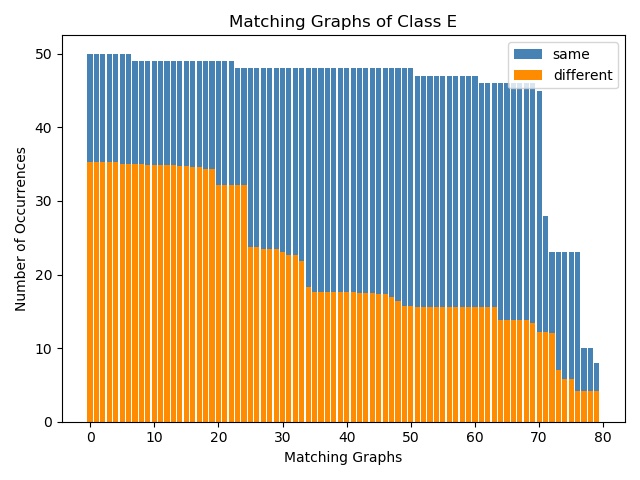 Matching Graphs of Class E
same
different
Number of Occurrences
50
40
30
20
10
0
0 10 20 30 40 50 60 70 80
Matching Graphs